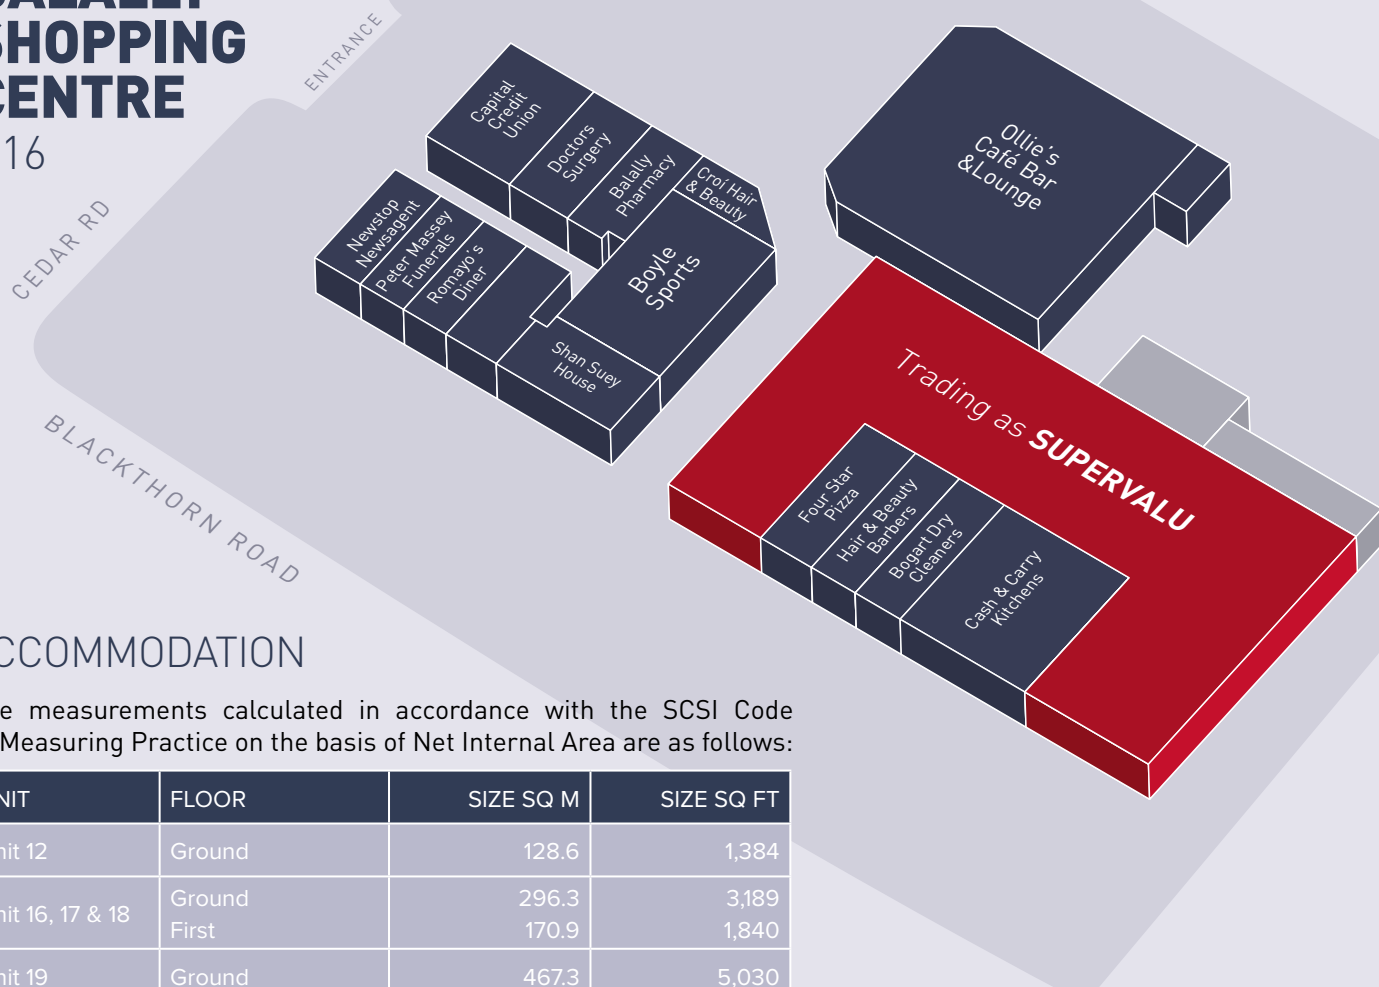 SHOPPING
CENTRE
16
ENTRANCE
CEDAR RD
BLACKTHORN ROAD
Capital
Credit
Union
Doctors
Surgery
Balally
Pharmacy
Croí Hair
& Beauty
Newstop
Newsagent
Peter Massey
Funerals
Romayo's
Diner
Boyle
Sports
Shan Suey
House
Ollie's
Café Bar
&Lounge
Trading as SUPERVALU
Four Star
Pizza
Hair & Beauty
Barbers
Bogart Dry
Cleaners
Cash & Carry
Kitchens
CCOMMODATION
e measurements calculated in accordance with the SCSI Code
Measuring Practice on the basis of Net Internal Area are as follows:
NIT FLOOR SIZE SQ M SIZE SQ FT
nit 12 Ground 128.6 1,384
nit 16, 17 & 18 Ground 296.3 3,189
First 170.9 1,840
nit 19 Ground 467.3 5,030